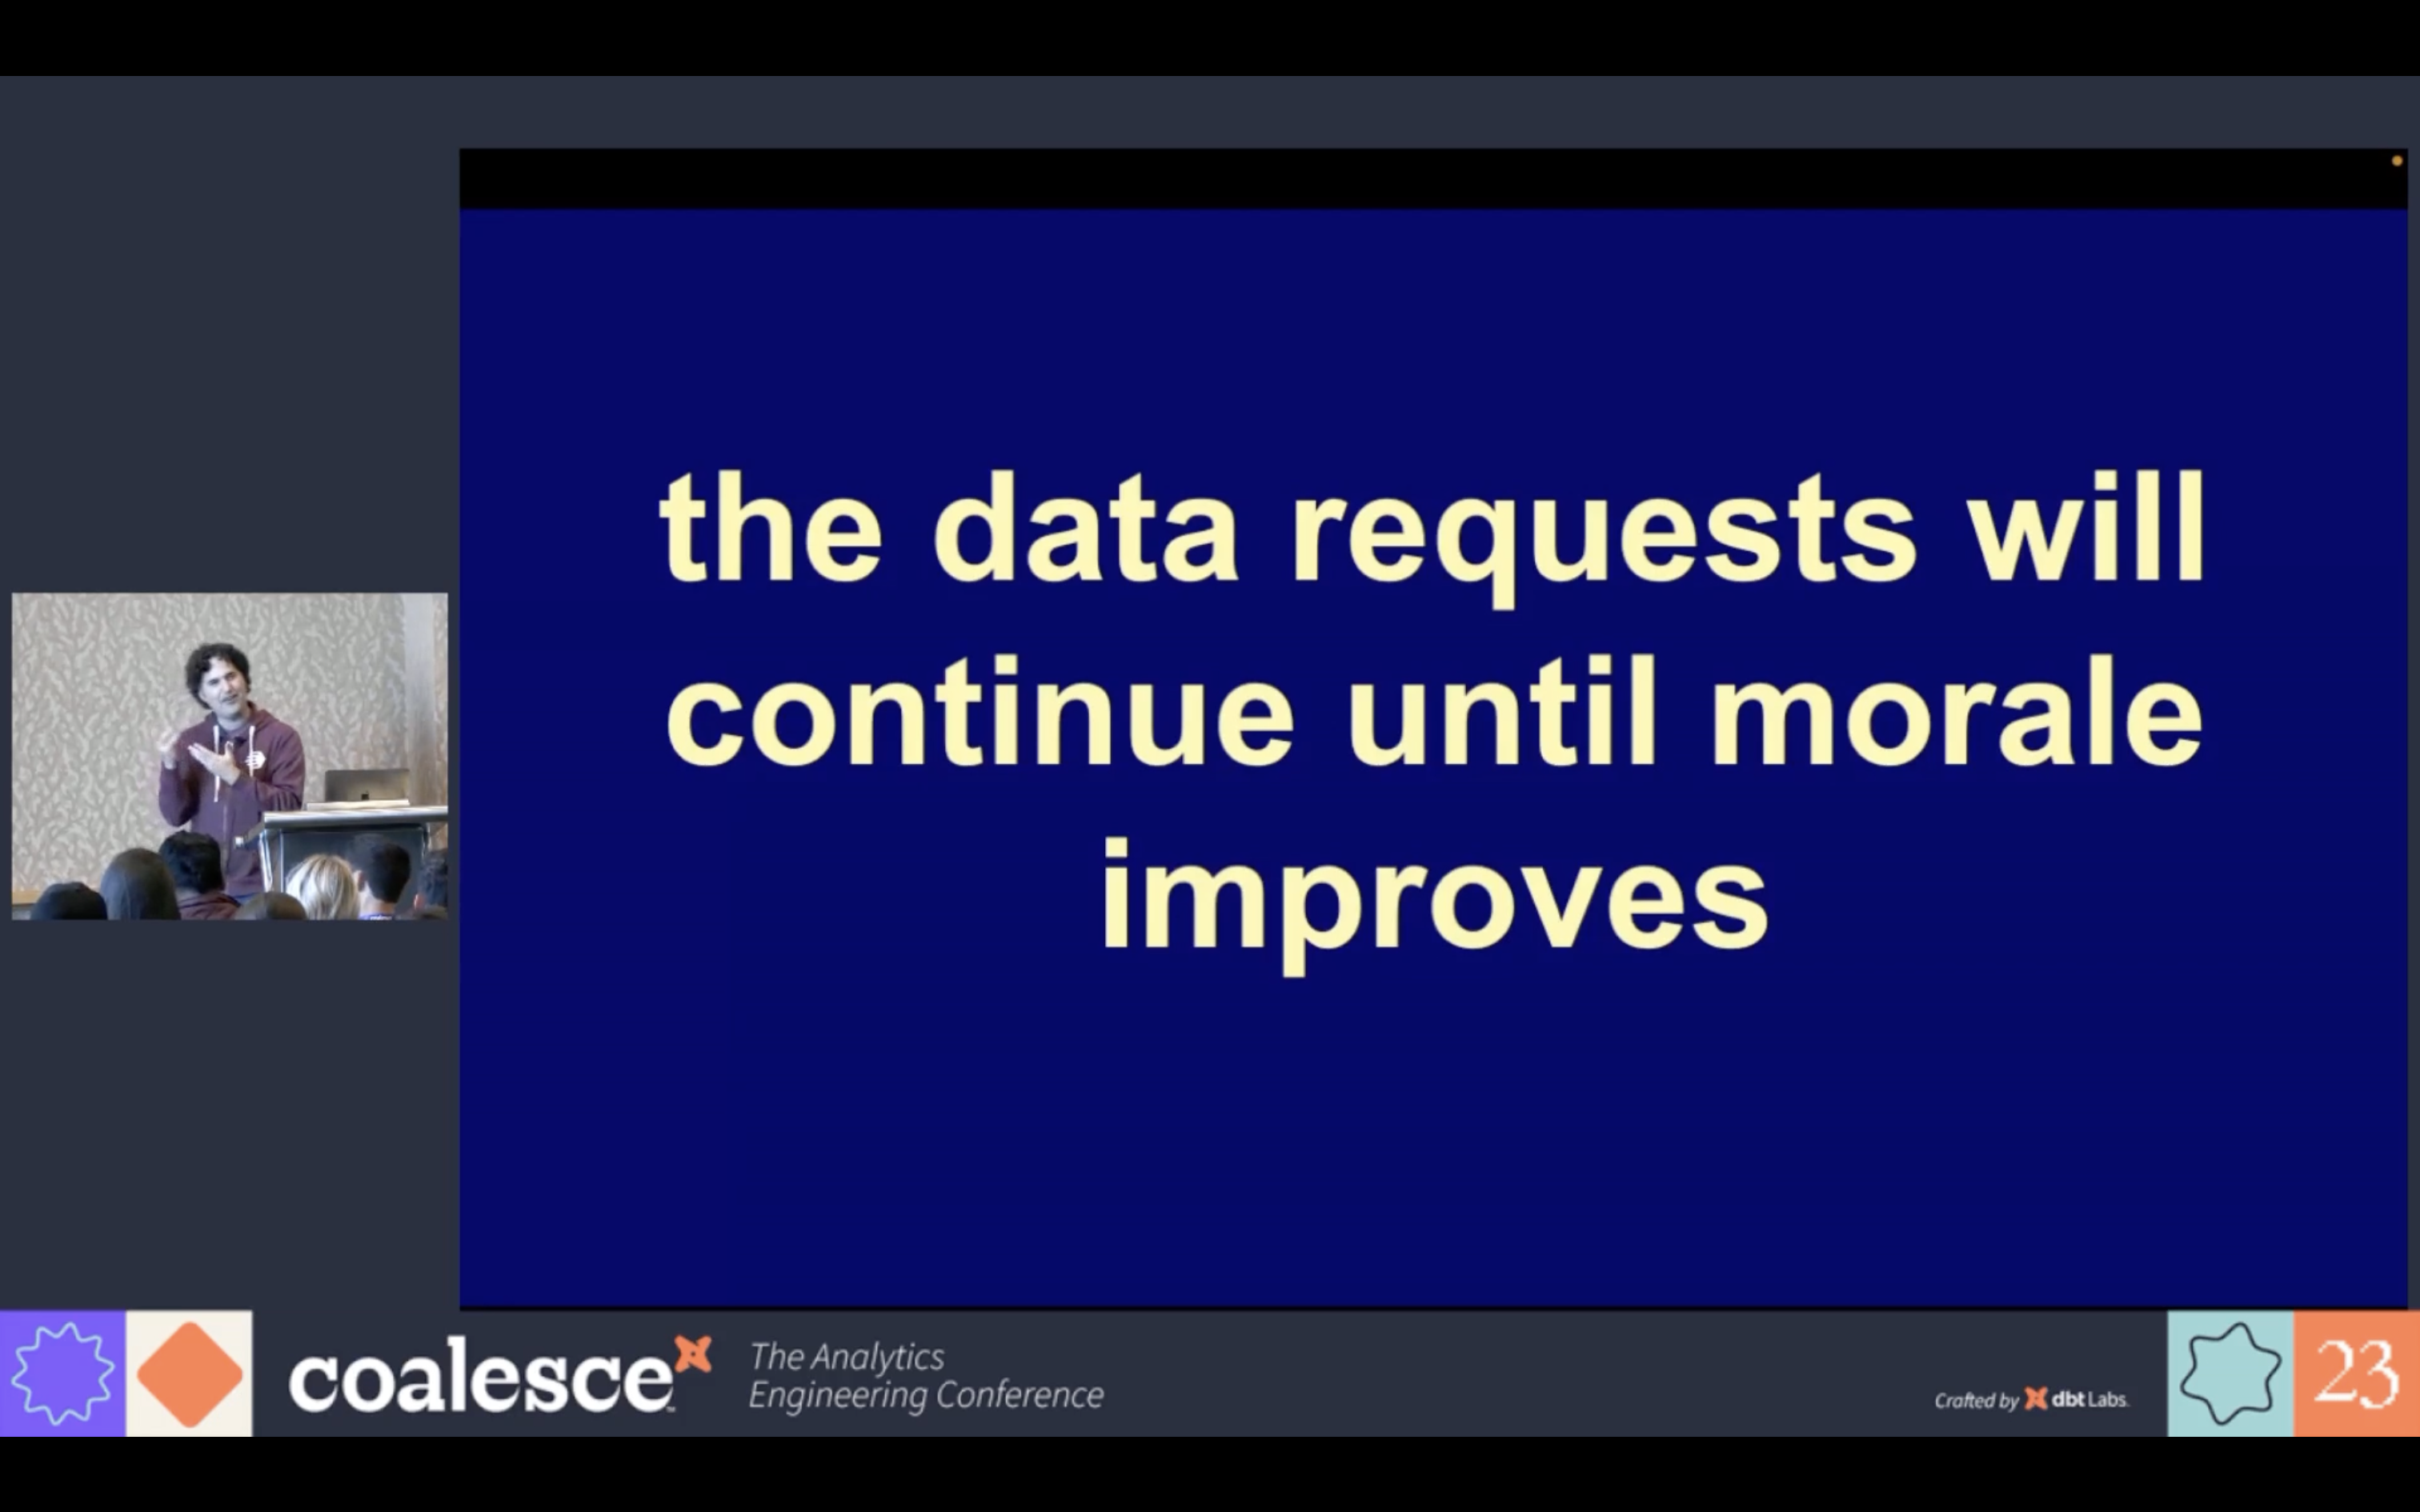 the data requests will
continue until morale
improves
coalesce
The Analytics
Engineering Conference
Crafted by dbt Labs.
23